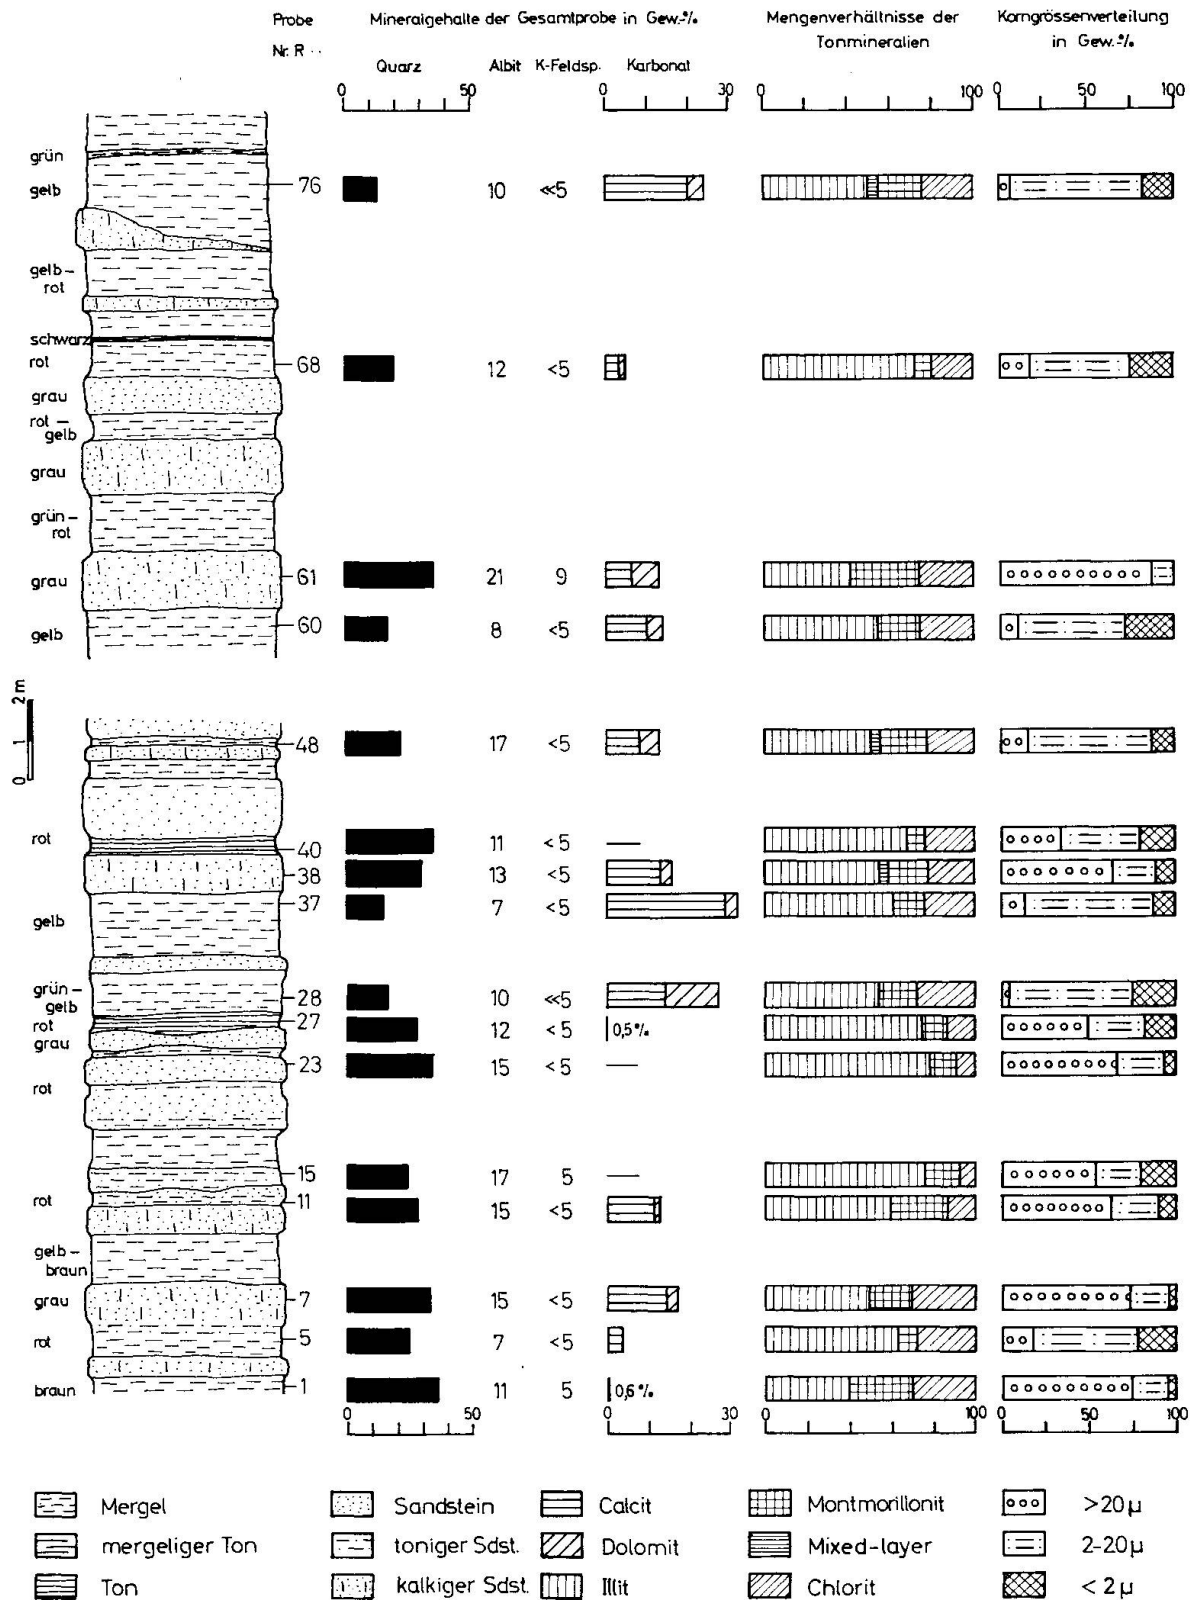 Probe Mineralgehalte der Gesamtprobe in Gew.-% Mengenverhältnisse der Tonmineralien Korngrössenverteilung in Gew.-%
Nr. R ··
Quarz Albit K-Feldsp. Karbonat
0 50 0 30 0 100 0 100
grün
gelb 76 10 ≪5
gelb – rot
schwarz
rot 68 12 <5
grau
rot – gelb
grau
grün – rot
grau 61 21 9
gelb 60 8 <5
2m
1
0
48 17 <5
rot
40 11 <5 —
38 13 <5
37 7 <5
gelb
grün – gelb 28 10 ≪5
rot 27 12 <5 0,5%
grau
23 15 <5 —
rot
15 17 5 —
rot 11 15 <5
gelb – braun
grau 7 15 <5
rot 5 7 <5
braun 1 11 5 0,6%
0 50 0 30 0 100 0 50 100
Mergel Sandstein Calcit Montmorillonit >20µ
mergeliger Ton toniger Sdst. Dolomit Mixed-layer 2-20µ
Ton kalkiger Sdst. Illit Chlorit <2µ